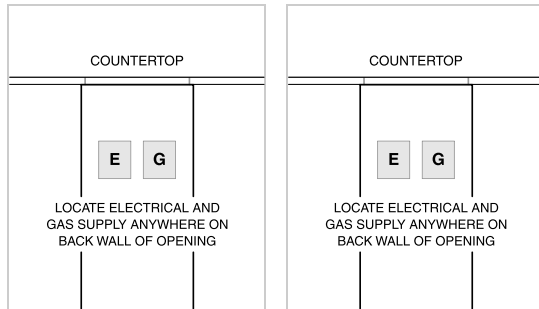 COUNTERTOP
E G
LOCATE ELECTRICAL AND
GAS SUPPLY ANYWHERE ON
BACK WALL OF OPENING
COUNTERTOP
E G
LOCATE ELECTRICAL AND
GAS SUPPLY ANYWHERE ON
BACK WALL OF OPENING